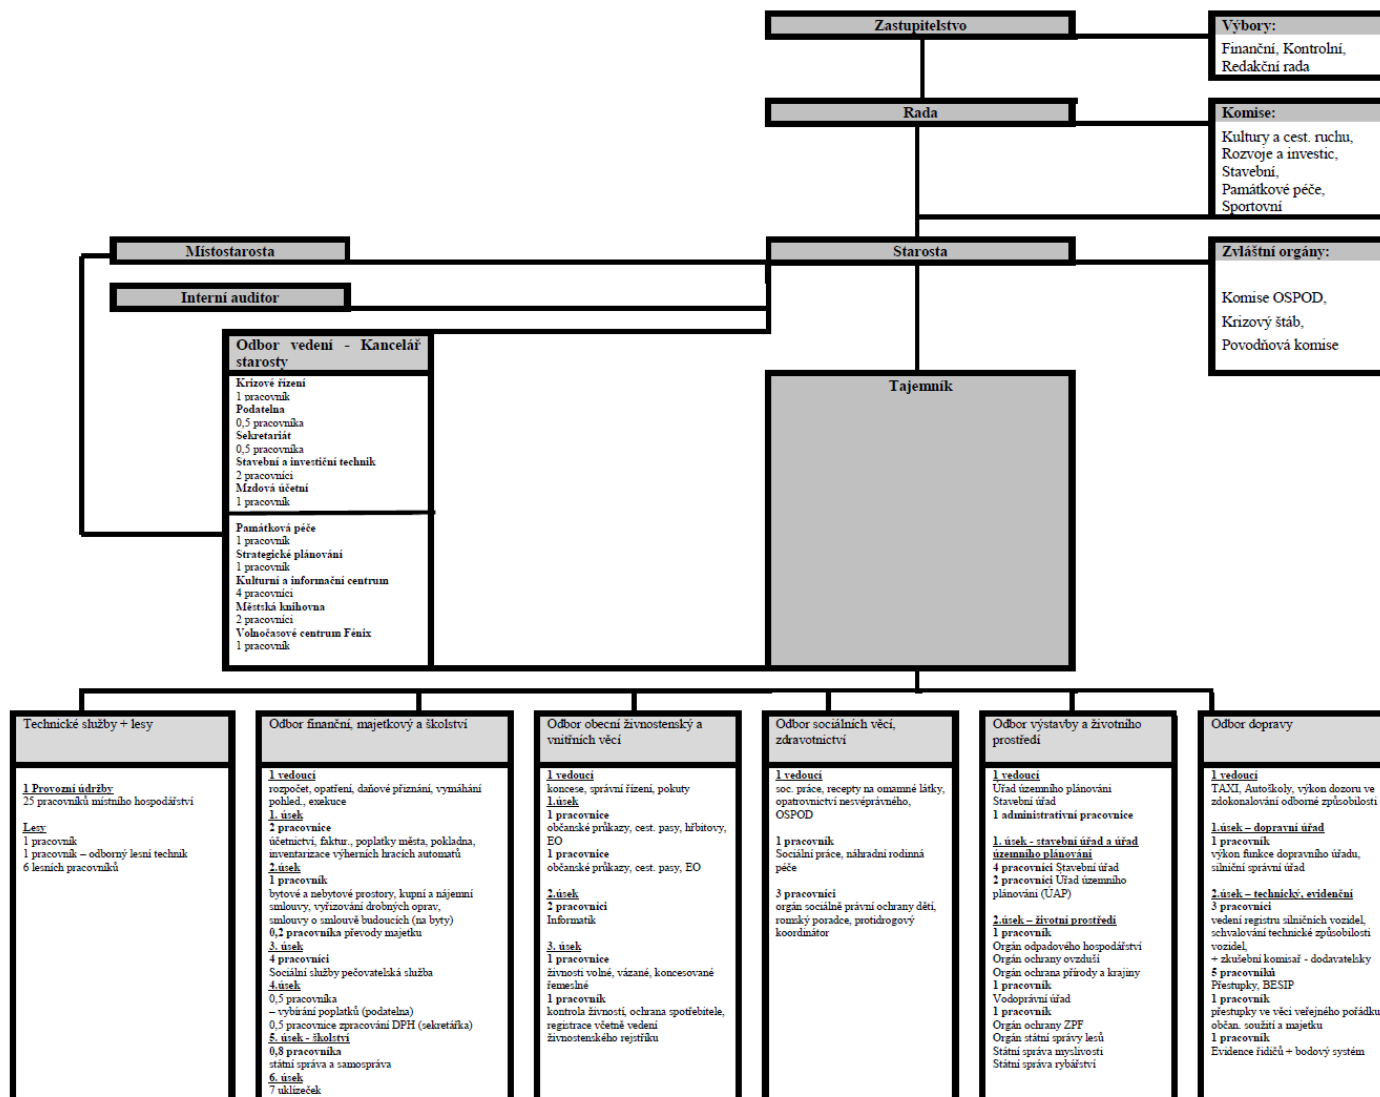 Zastupitelstvo
Výbory:
Finanční, Kontrolní,
Redakční rada
Rada
Komise:
Kultury a cest. ruchu,
Rozvoje a investic,
Stavební,
Památkové péče,
Sportovní
Místostarosta
Starosta
Zvláštní orgány:
Komise OSPOD,
Krizový štáb,
Povodňová komise
Interní auditor
Odbor vedení - Kancelář
starosty
Krizové řízení
1 pracovník
Podatelna
0,5 pracovníka
Sekretariát
0,5 pracovníka
Stavební a investiční technik
2 pracovníci
Mzdová účetní
1 pracovník
Památková péče
1 pracovník
Strategické plánování
1 pracovník
Kulturní a informační centrum
4 pracovníci
Městská knihovna
2 pracovníci
Volnočasové centrum Fénix
1 pracovník
Tajemník
Technické služby + lesy
1 Provozní údržby
25 pracovníků místního hospodářství
Lesy
1 pracovník
1 pracovník – odborný lesní technik
6 lesních pracovníků
Odbor finanční, majetkový a školství
1 vedoucí
rozpočet, opatření, daňové přiznání, vymáhání
pohled., exekuce
1. úsek
2 pracovnice
účetnictví, faktur., poplatky města, pokladna,
inventarizace výherních hracích automatů
2.úsek
1 pracovník
bytové a nebytové prostory, kupní a nájemní
smlouvy, vyřizování drobných oprav,
smlouvy o smlouvě budoucích (na byty)
0,2 pracovníka převody majetku
3. úsek
4 pracovníci
Sociální služby pečovatelská služba
4.úsek
0,5 pracovníka
– vybírání poplatků (podatelna)
0,5 pracovnice zpracování DPH (sekretářka)
5. úsek - školství
0,8 pracovníka
státní správa a samospráva
6. úsek
7 uklízeček
Odbor obecní živnostenský a
vnitřních věcí
1 vedoucí
koncese, správní řízení, pokuty
1.úsek
1 pracovnice
občanské průkazy, cest. pasy, hřbitovy,
EO
1 pracovnice
občanské průkazy, cest. pasy, EO
2.úsek
2 pracovníci
Informatik
3. úsek
1 pracovnice
živnosti volné, vázané, koncesované
řemeslné
1 pracovník
kontrola živností, ochrana spotřebitele,
registrace včetně vedení
živnostenského rejstříku
Odbor sociálních věcí,
zdravotnictví
1 vedoucí
soc. práce, recepty na omamné látky,
opatrovnictví nesvéprávného,
OSPOD
1 pracovník
Sociální práce, náhradní rodinná
péče
3 pracovníci
orgán sociálně právní ochrany dětí,
romský poradce, protidrogový
koordinátor
Odbor výstavby a životního
prostředí
1 vedoucí
Úřad územního plánování
Stavební úřad
1 administrativní pracovnice
1. úsek - stavební úřad a úřad
územního plánování
4 pracovníci Stavební úřad
2 pracovníci Úřad územního
plánování (ÚAP)
2.úsek – životní prostředí
1 pracovník
Orgán odpadového hospodářství
Orgán ochrany ovzduší
Orgán ochrana přírody a krajiny
1 pracovník
Vodoprávní úřad
1 pracovník
Orgán ochrany ZPF
Orgán státní správy lesů
Státní správa myslivosti
Státní správa rybářství
Odbor dopravy
1 vedoucí
TAXI, Autoškoly, výkon dozoru ve
zdokonalování odborné způsobilosti
1.úsek – dopravní úřad
1 pracovník
výkon funkce dopravního úřadu,
silniční správní úřad
2.úsek – technický, evidenční
3 pracovníci
vedení registru silničních vozidel,
schvalování technické způsobilosti
vozidel,
+ zkušební komisař - dodavatelsky
5 pracovníků
Přestupky, BESIP
1 pracovník
přestupky ve věci veřejného pořádku
občan. soužití a majetku
1 pracovník
Evidence řidičů + bodový systém